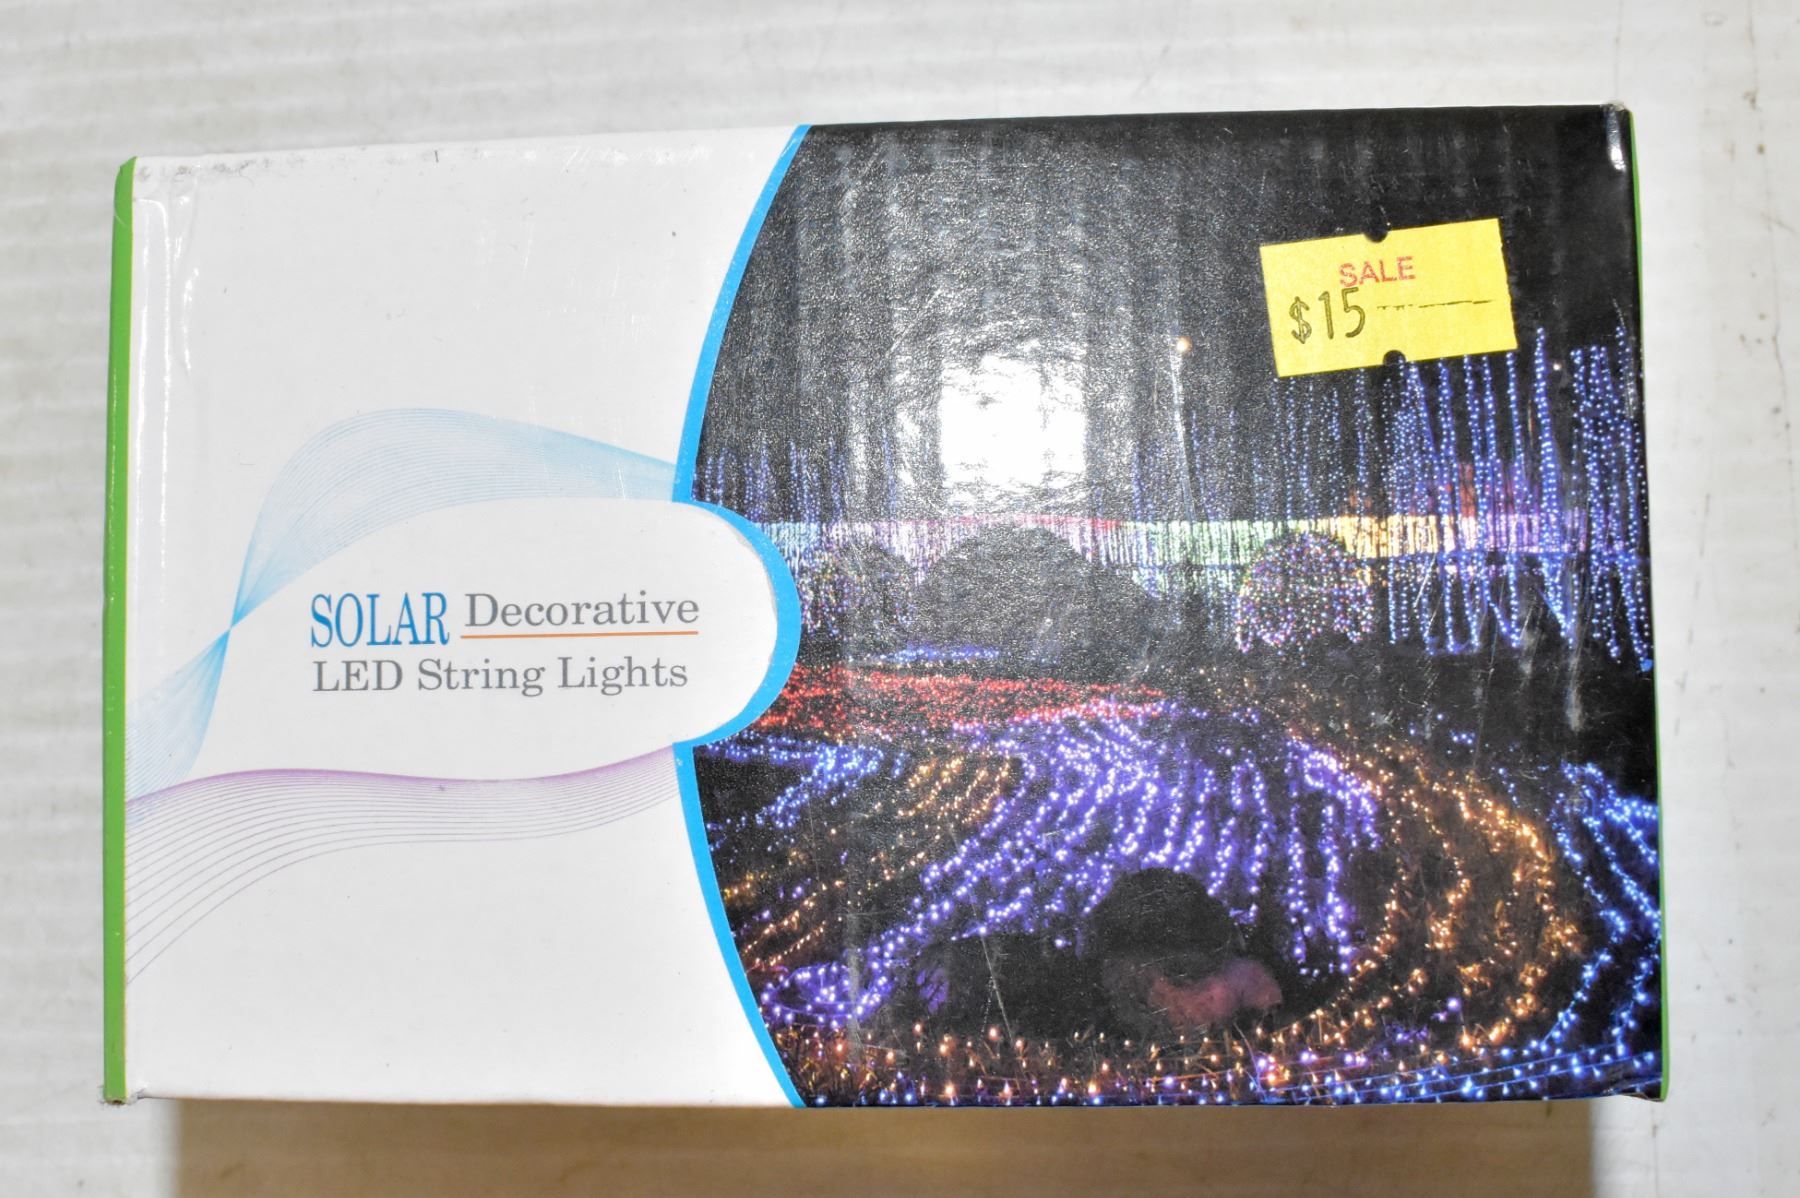 SOLAR Decorative
LED String Lights
SALE
$15